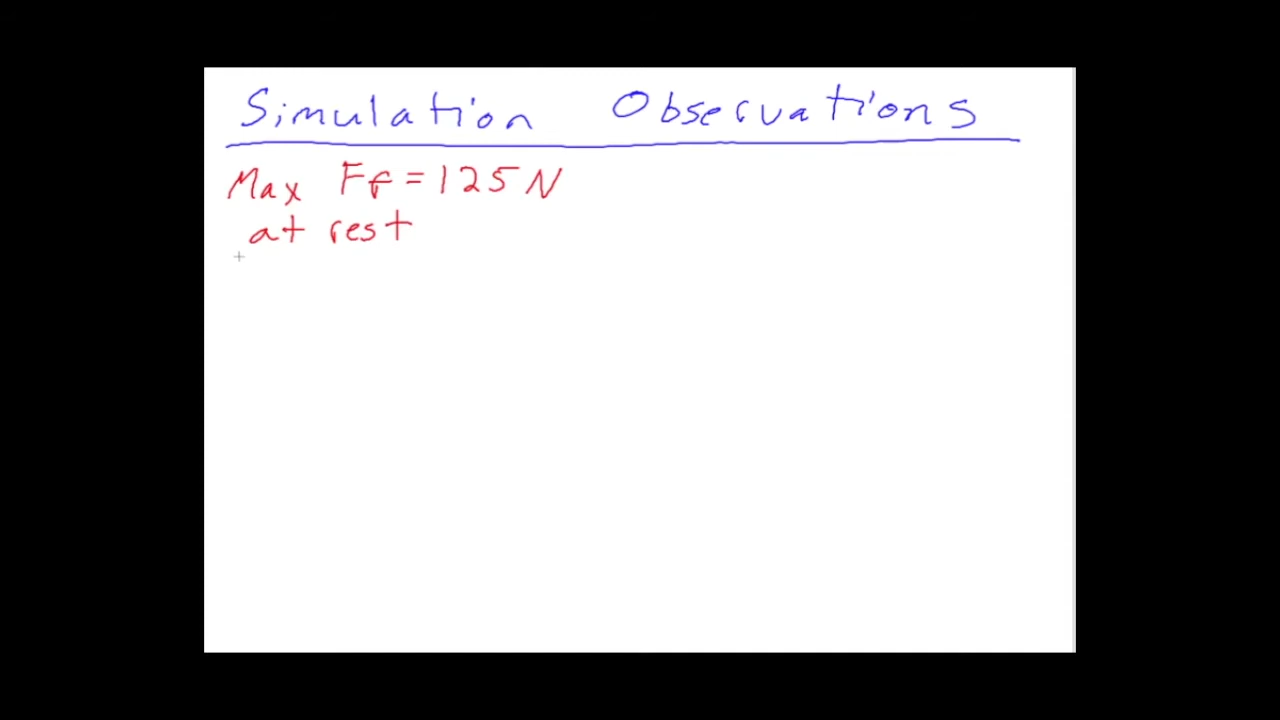 Simulation Observations
Max Ff = 125 N
at rest